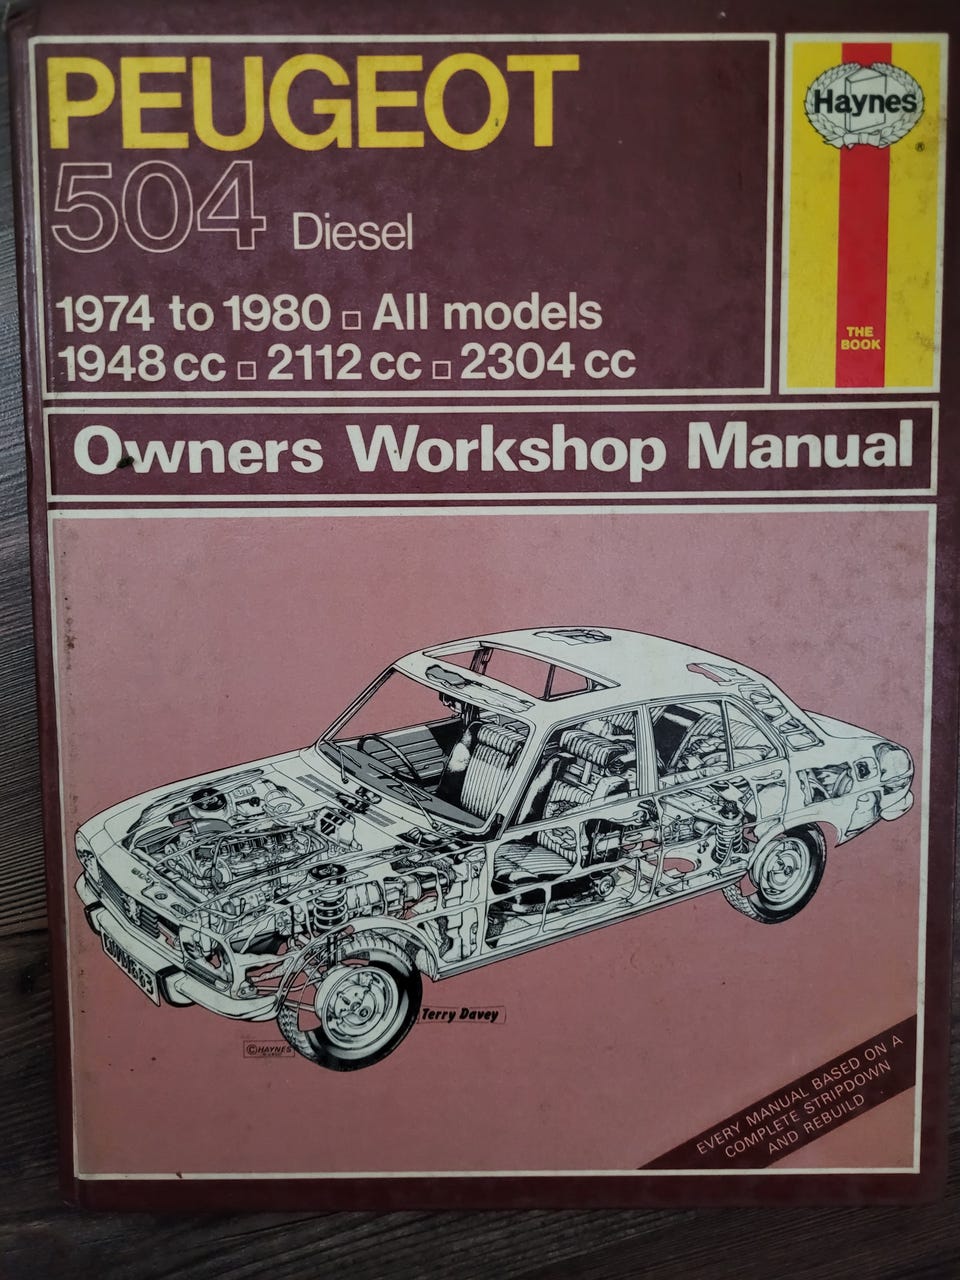 PEUGEOT
504 Diesel
1974 to 1980 □ All models
1948 cc □ 2112 cc □ 2304 cc
Haynes
®
THE
BOOK
Owners Workshop Manual
Terry Davey
© HAYNES
EVERY MANUAL BASED ON A
COMPLETE STRIPDOWN
AND REBUILD